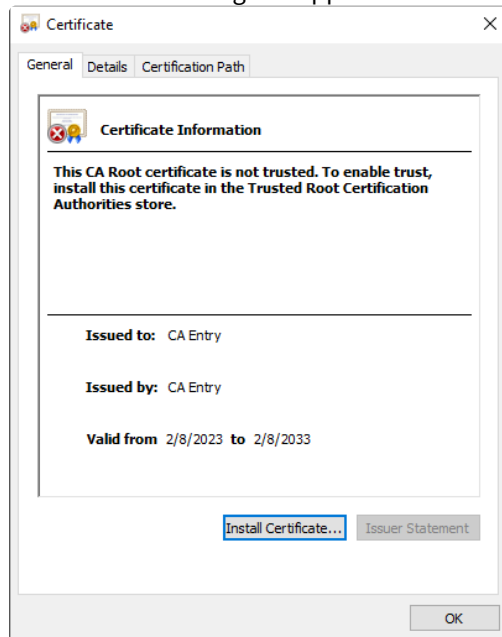 Certificate
General Details Certification Path
Certificate Information
This CA Root certificate is not trusted. To enable trust,
install this certificate in the Trusted Root Certification
Authorities store.
Issued to: CA Entry
Issued by: CA Entry
Valid from 2/8/2023 to 2/8/2033
Install Certificate... Issuer Statement
OK